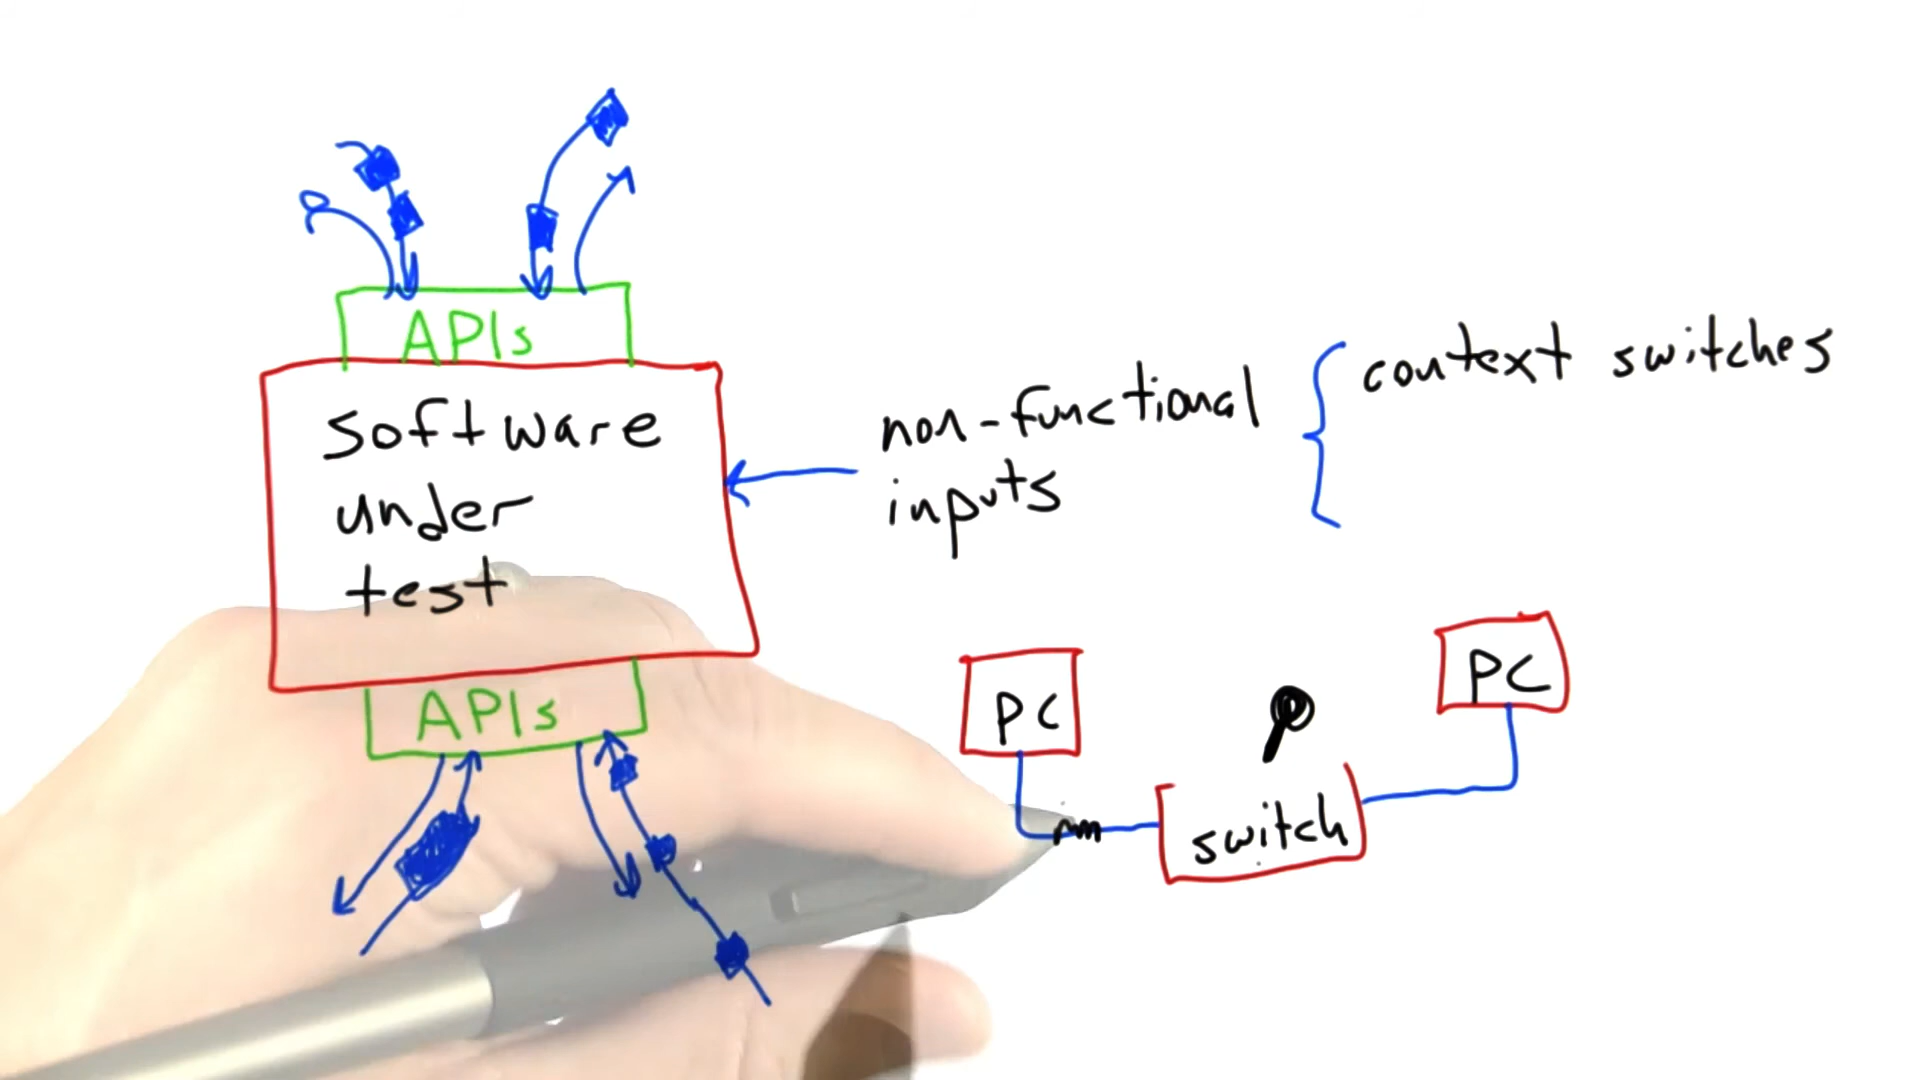 APIs
software
under
test
APIs
non-functional
inputs
context switches
PC
PC
switch